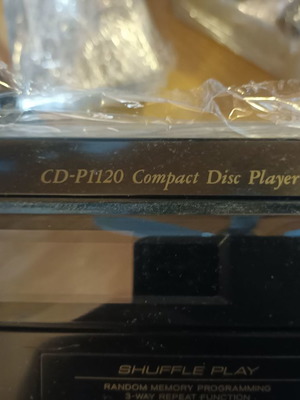 CD-P1120 Compact Disc Player
SHUFFLE PLAY
RANDOM MEMORY PROGRAMMING
3-WAY REPEAT FUNCTION